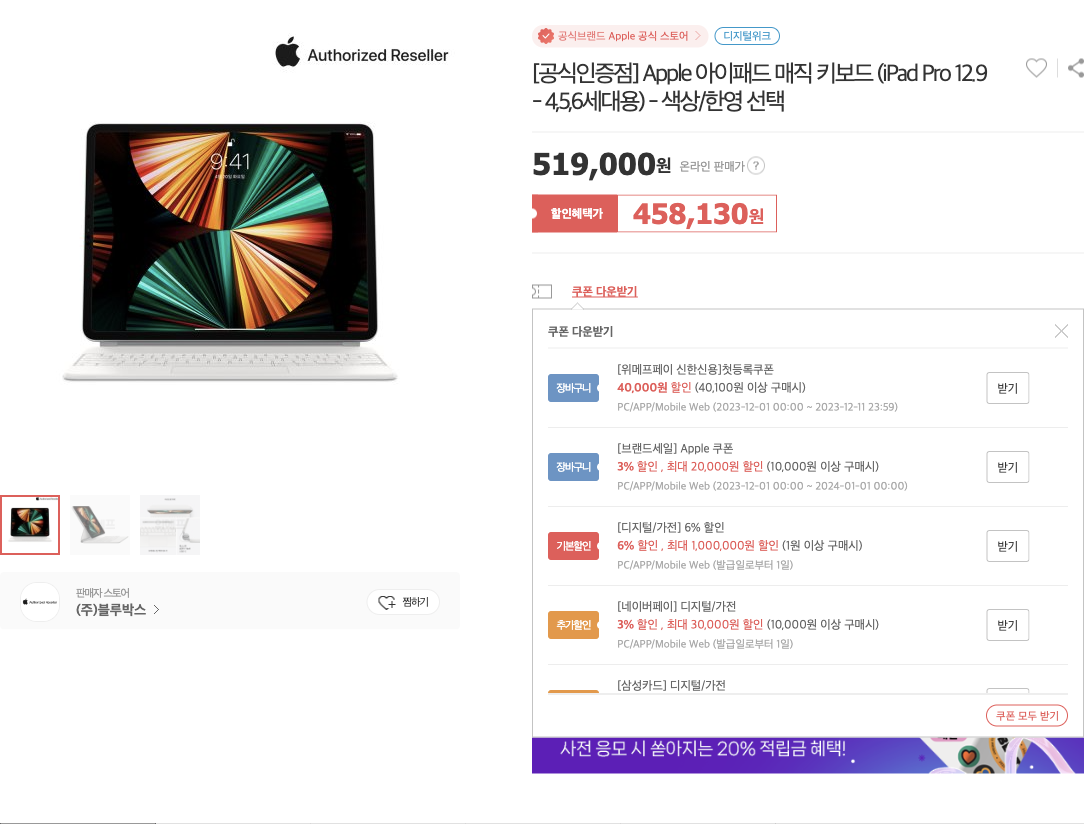 Authorized Reseller
9:41
공식브랜드 Apple 공식 스토어
디지털위크
[공식인증점] Apple 아이패드 매직 키보드 (iPad Pro 12.9
- 4,5,6세대용) - 색상/한영 선택
519,000원 온라인 판매가 ?
할인혜택가 458,130원
쿠폰 다운받기
쿠폰 다운받기
장바구니
[위메프페이 신한신용]첫등록쿠폰
40,000원 할인 (40,100원 이상 구매시)
PC/APP/Mobile Web (2023-12-01 00:00 ~ 2023-12-11 23:59)
받기
장바구니
[브랜드세일] Apple 쿠폰
3% 할인 , 최대 20,000원 할인 (10,000원 이상 구매시)
PC/APP/Mobile Web (2023-12-01 00:00 ~ 2024-01-01 00:00)
받기
기본할인
[디지털/가전] 6% 할인
6% 할인 , 최대 1,000,000원 할인 (1원 이상 구매시)
PC/APP/Mobile Web (발급일로부터 1일)
받기
추가할인
[네이버페이] 디지털/가전
3% 할인 , 최대 30,000원 할인 (10,000원 이상 구매시)
PC/APP/Mobile Web (발급일로부터 1일)
받기
[삼성카드] 디지털/가전
쿠폰 모두 받기
사전 응모 시 쏟아지는 20% 적립금 혜택!
Authorized Reseller
판매자 스토어
(주)블루박스
찜하기